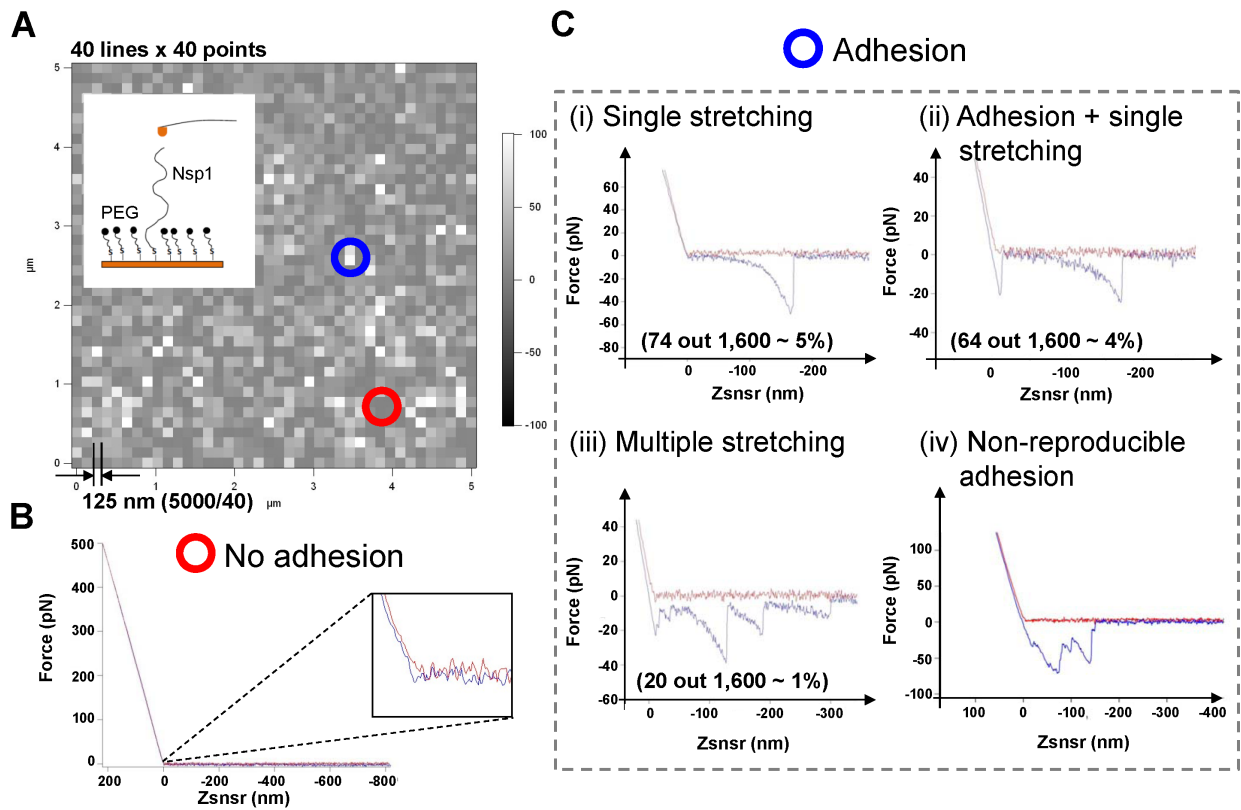 A
40 lines x 40 points
5
4
3
2
1
0
µm
0
1
2
3
4
5
µm
125 nm (5000/40)
Nsp1
PEG
S S S S S S S S
100
50
0
-50
-100
B
No adhesion
500
400
300
200
100
0
Force (pN)
200
0
-200
-400
-600
-800
Zsnsr (nm)
C
Adhesion
(i) Single stretching
60
40
20
0
-20
-40
-60
-80
Force (pN)
(74 out 1,600 ~ 5%)
0
-100
-200
Zsnsr (nm)
(ii) Adhesion + single
stretching
40
20
0
-20
-40
Force (pN)
(64 out 1,600 ~ 4%)
0
-100
-200
Zsnsr (nm)
(iii) Multiple stretching
40
20
0
-20
-40
-60
Force (pN)
(20 out 1,600 ~ 1%)
0
-100
-200
-300
Zsnsr (nm)
(iv) Non-reproducible
adhesion
100
50
0
-50
-100
Force (pN)
100
0
-100
-200
-300
-400
Zsnsr (nm)